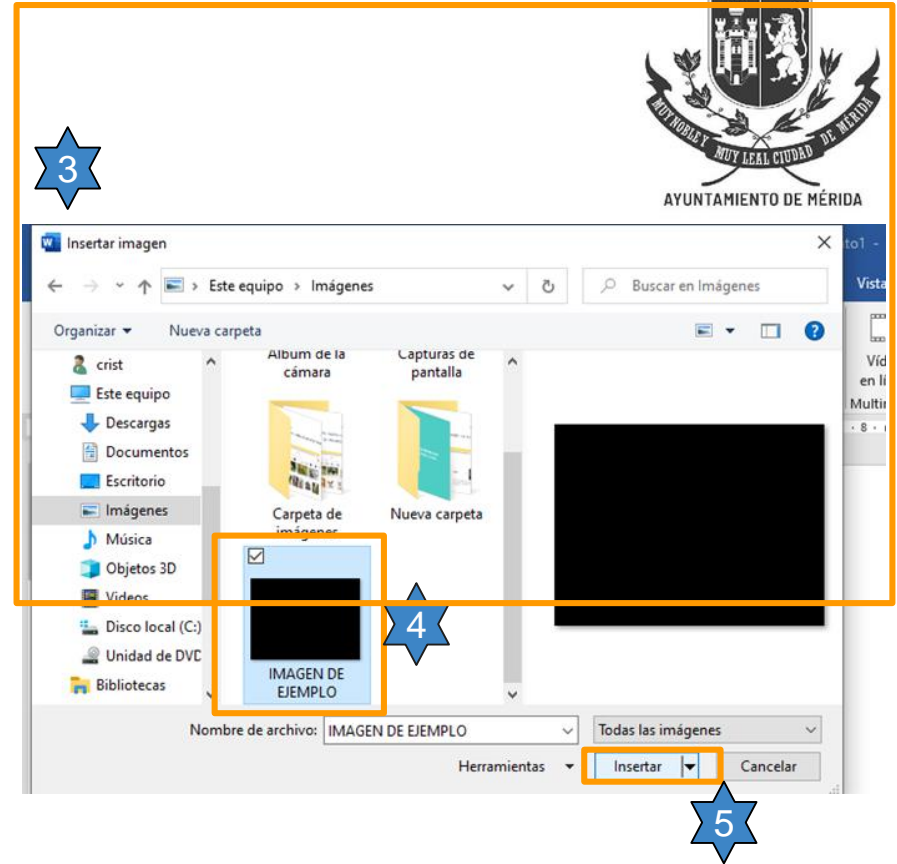 MUY NOBLE Y MUY LEAL CIUDAD DE MÉRIDA
AYUNTAMIENTO DE MÉRIDA
3
Insertar imagen
to1 -
Este equipo > Imágenes
Buscar en Imágenes
Vista
Organizar
Nueva carpeta
crist
Este equipo
Descargas
Documentos
Escritorio
Imágenes
Música
Objetos 3D
Videos
Disco local (C:)
Unidad de DVD
Bibliotecas
Álbum de la
cámara
Capturas de
pantalla
Carpeta de
imágenes
Nueva carpeta
IMAGEN DE
EJEMPLO
4
Víd
en lí
Multi
· 8 ·
Nombre de archivo: IMAGEN DE EJEMPLO
Todas las imágenes
Herramientas
Insertar
Cancelar
5